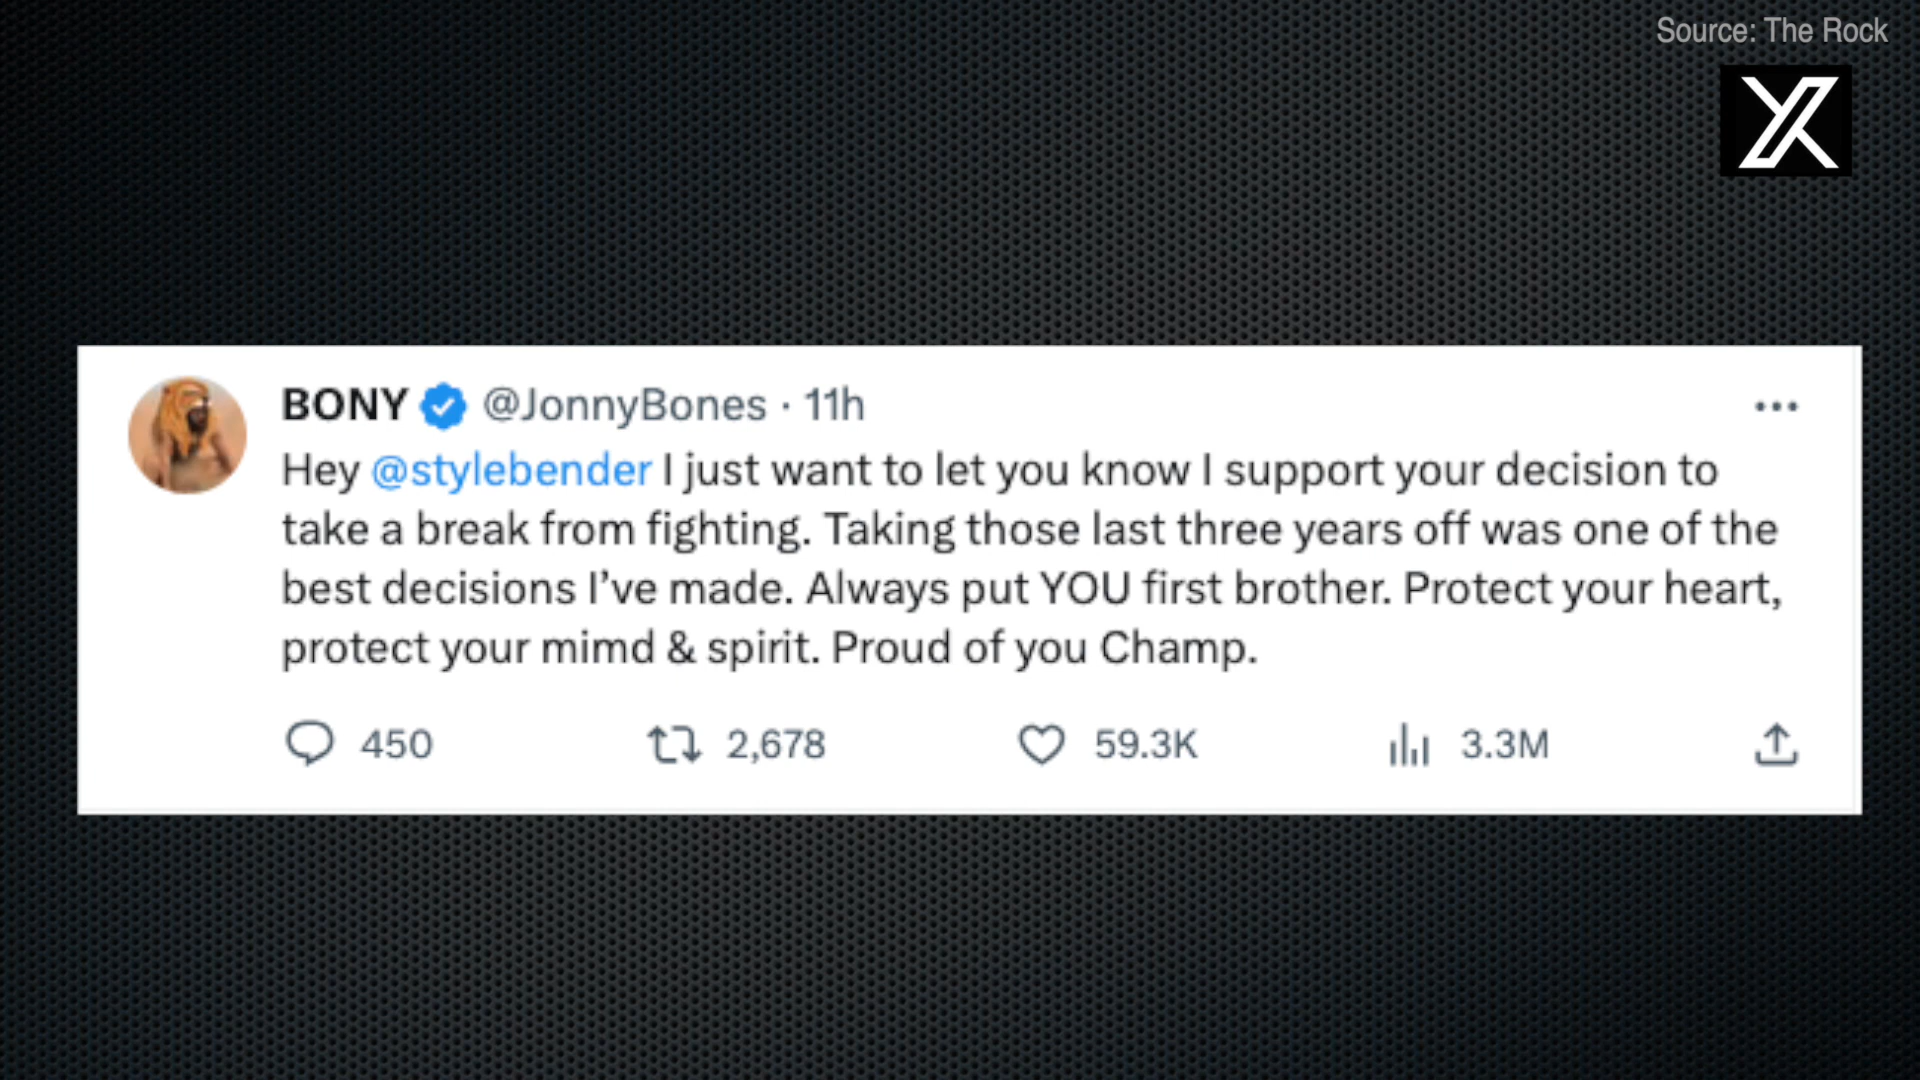 Source: The Rock
BONY @JonnyBones · 11h
Hey @stylebender I just want to let you know I support your decision to
take a break from fighting. Taking those last three years off was one of the
best decisions I’ve made. Always put YOU first brother. Protect your heart,
protect your mimd & spirit. Proud of you Champ.
450 2,678 59.3K 3.3M